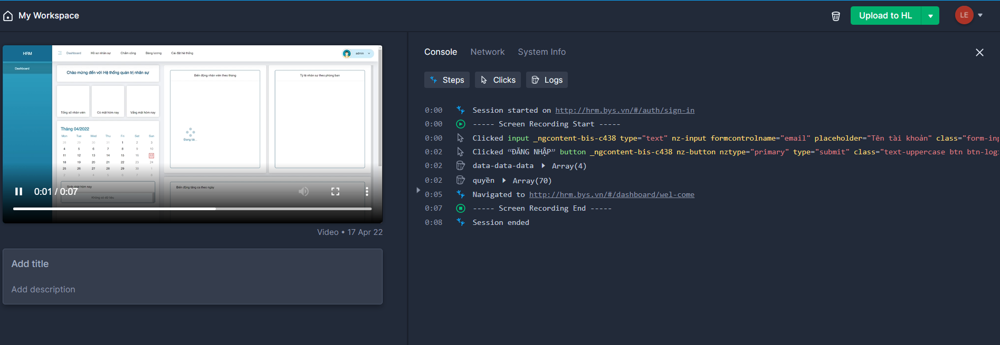 My Workspace
Upload to HL
LE
HRM
Dashboard
Dashboard Hồ sơ nhân sự Chấm công Bảng lương Cài đặt hệ thống
admin
Chào mừng đến với Hệ thống quản trị nhân sự
Tổng số nhân viên Có mặt hôm nay Vắng mặt hôm nay
Biến động nhân viên theo tháng
Tỷ lệ nhân sự theo phòng ban
Đang tải...
Tháng 04/2022
Mon Tue Wed Thu Fri Sat Sun
28 29 30 31 1 2 3
4 5 6 7 8 9 10
11 12 13 14 15 16 17
18 19 20 21 22 23 24
25 26 27 28 29 30 1
2 3 4 5 6 7 8
Sinh nhật hôm nay
Không có dữ liệu
Biến động tăng ca theo ngày
0:01 / 0:07
Video • 17 Apr 22
Add title
Add description
Console Network System Info
Steps Clicks Logs
0:00 Session started on http://hrm.bys.vn/#/auth/sign-in
0:00 ----- Screen Recording Start -----
0:00 Clicked input _ngcontent-bis-c438 type="text" nz-input formcontrolname="email" placeholder="Tên tài khoản" class="form-inp
0:02 Clicked “ĐĂNG NHẬP” button _ngcontent-bis-c438 nz-button nztype="primary" type="submit" class="text-uppercase btn btn-log
0:02 data-data-data Array(4)
0:02 quyền Array(70)
0:05 Navigated to http://hrm.bys.vn/#/dashboard/wel-come
0:07 ----- Screen Recording End -----
0:08 Session ended